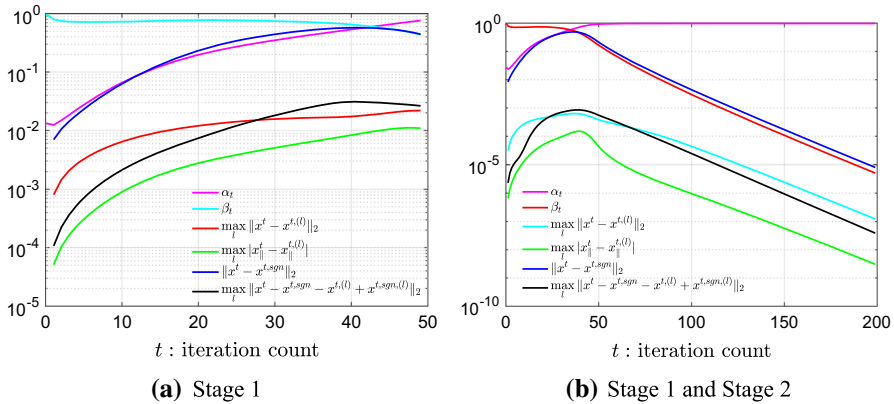 10^0
10^-1
10^-2
10^-3
10^-4
10^-5
0 10 20 30 40 50
α_t
β_t
max_l ‖x^t − x^{t,(l)}‖_2
max_l |x_∥^t − x_∥^{t,(l)}|
‖x^t − x^{t,sgn}‖_2
max_l ‖x^t − x^{t,sgn} − x^{t,(l)} + x^{t,sgn,(l)}‖_2
t : iteration count
(a) Stage 1
10^0
10^-5
10^-10
0 50 100 150 200
α_t
β_t
max_l ‖x^t − x^{t,(l)}‖_2
max_l |x_∥^t − x_∥^{t,(l)}|
‖x^t − x^{t,sgn}‖_2
max_l ‖x^t − x^{t,sgn} − x^{t,(l)} + x^{t,sgn,(l)}‖_2
t : iteration count
(b) Stage 1 and Stage 2